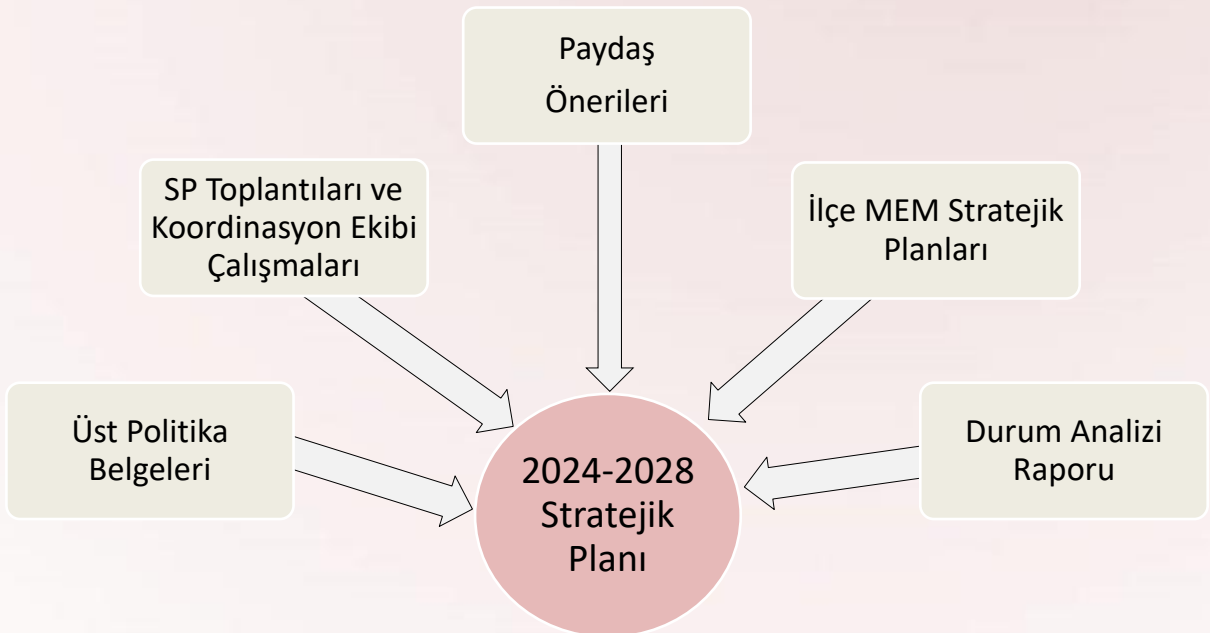 Paydaş
Önerileri
SP Toplantıları ve
Koordinasyon Ekibi
Çalışmaları
İlçe MEM Stratejik
Planları
Üst Politika
Belgeleri
2024-2028
Stratejik
Planı
Durum Analizi
Raporu